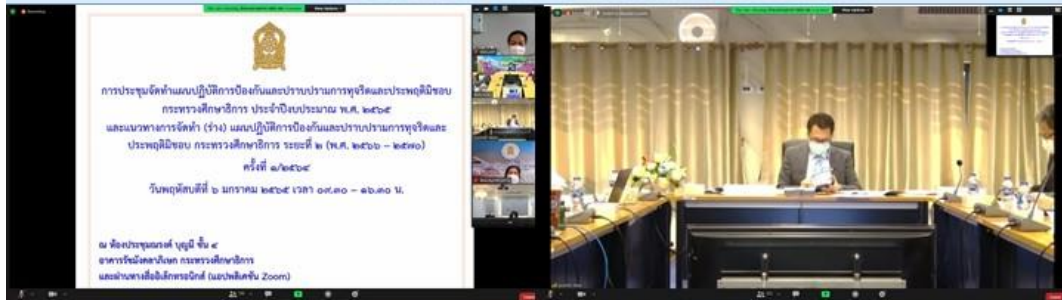 การประชุมจัดทำแผนปฏิบัติการป้องกันและปราบปรามการทุจริตและประพฤติมิชอบ
กระทรวงศึกษาธิการ ประจำปีงบประมาณ พ.ศ. ๒๕๖๕
และแนวทางการจัดทำ (ร่าง) แผนปฏิบัติการป้องกันและปราบปรามการทุจริตและ
ประพฤติมิชอบ กระทรวงศึกษาธิการ ระยะที่ ๒ (พ.ศ. ๒๕๖๖ – ๒๕๗๐)
ครั้งที่ ๑/๒๕๖๕
วันพฤหัสบดีที่ ๖ มกราคม ๒๕๖๕ เวลา ๐๙.๓๐ – ๑๖.๓๐ น.
ณ ห้องประชุมณรงค์ บุญมี ชั้น ๔
อาคารรัชมังคลาภิเษก กระทรวงศึกษาธิการ
และผ่านทางสื่ออิเล็กทรอนิกส์ (แอปพลิเคชัน Zoom)